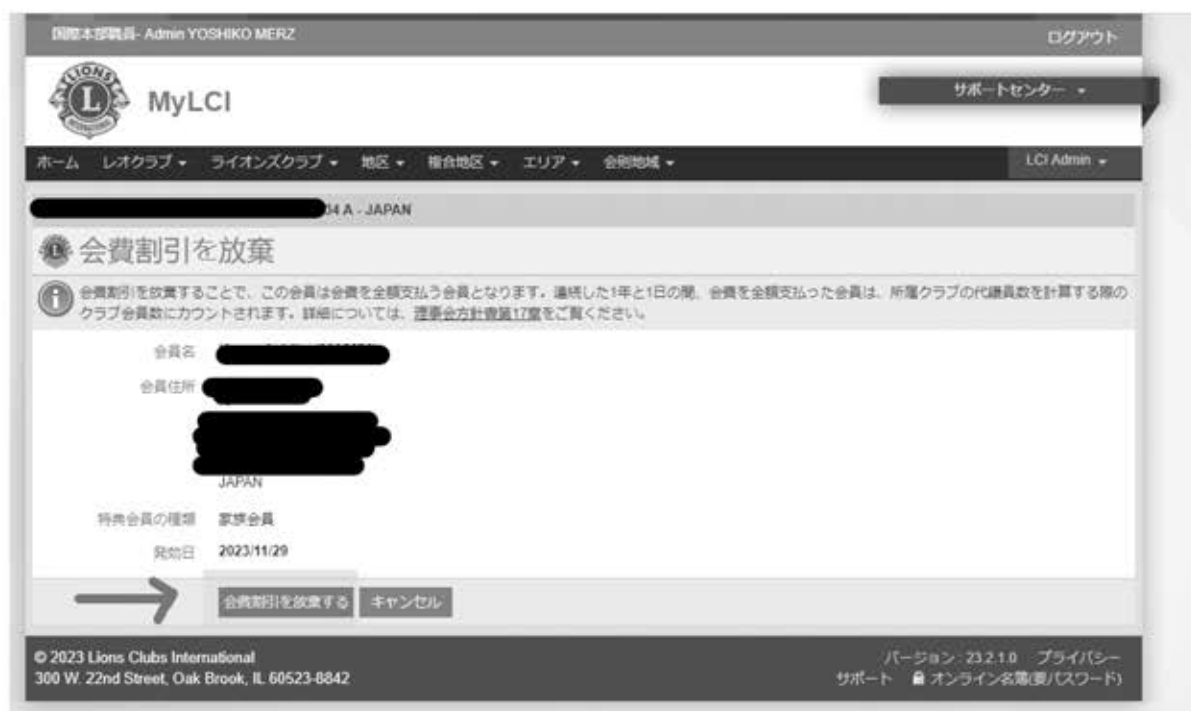 国際本部職員- Admin YOSHIKO MERZ
ログアウト
LIONS
L
INTERNATIONAL
MyLCI
サポートセンター
ホーム レオクラブ ライオンズクラブ 地区 複合地区 エリア 会則地域 LCI Admin
04 A - JAPAN
会費割引を放棄
会費割引を放棄することで、この会員は会費を全額支払う会員となります。連続した1年と1日の間、会費を全額支払った会員は、所属クラブの代議員数を計算する際の
クラブ会員数にカウントされます。詳細については、理事会方針書第17章をご覧ください。
会員名
会員住所
JAPAN
特典会員の種類 家族会員
発効日 2023/11/29
会費割引を放棄する キャンセル
© 2023 Lions Clubs International
300 W. 22nd Street, Oak Brook, IL 60523-8842
バージョン: 23.2.1.0 プライバシー
サポート オンライン名簿(要パスワード)